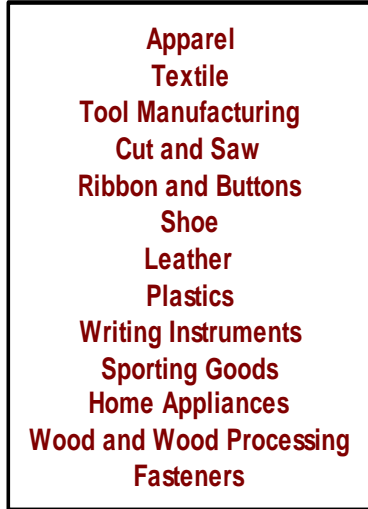 Apparel
Textile
Tool Manufacturing
Cut and Saw
Ribbon and Buttons
Shoe
Leather
Plastics
Writing Instruments
Sporting Goods
Home Appliances
Wood and Wood Processing
Fasteners